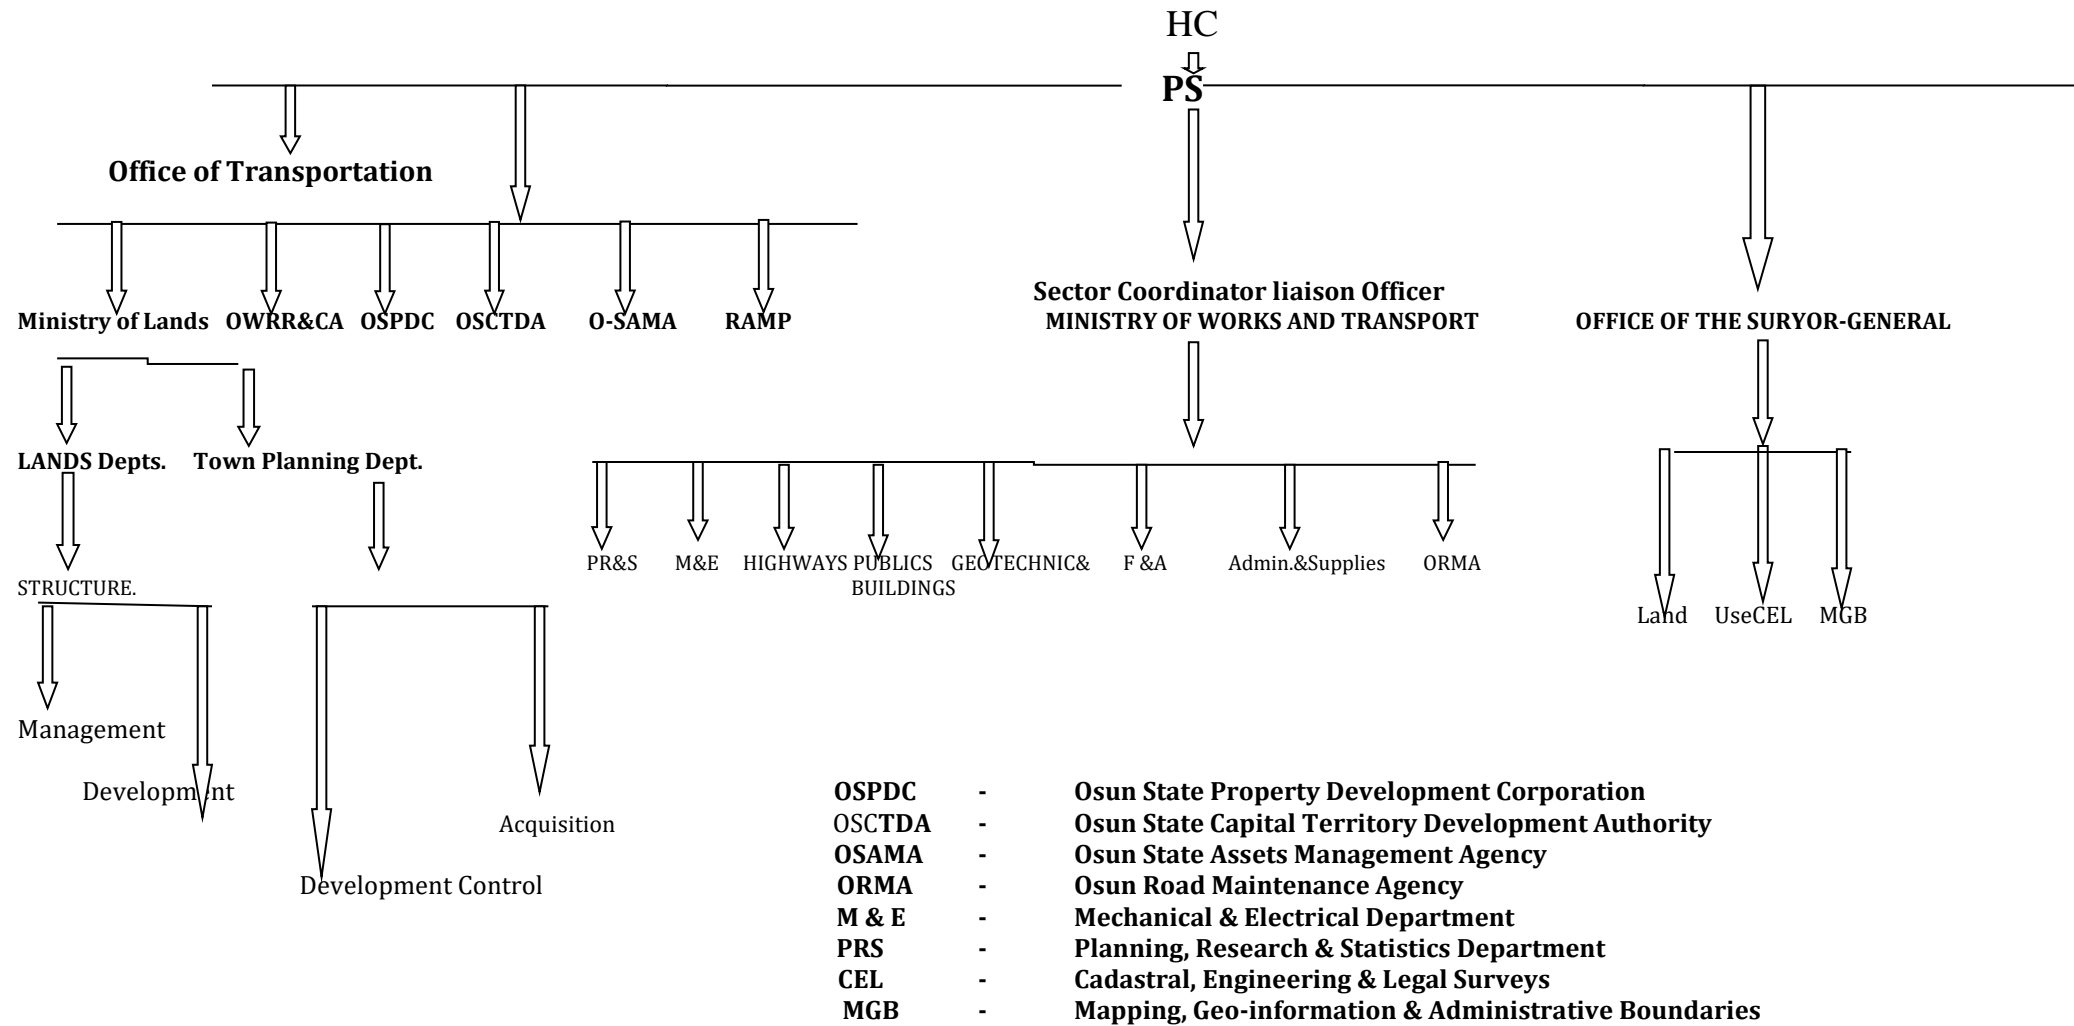 HC
PS
Office of Transportation
Sector Coordinator liaison Officer
Ministry of Lands OWRR&CA OSPDC OSCTDA O-SAMA RAMP MINISTRY OF WORKS AND TRANSPORT OFFICE OF THE SURYOR-GENERAL
LANDS Depts. Town Planning Dept.
PR&S M&E HIGHWAYS PUBLICS GEOTECHNIC& F &A Admin.&Supplies ORMA
STRUCTURE. BUILDINGS
Land UseCEL MGB
Management
Development
Acquisition
Development Control
OSPDC - Osun State Property Development Corporation
OSCTDA - Osun State Capital Territory Development Authority
OSAMA - Osun State Assets Management Agency
ORMA - Osun Road Maintenance Agency
M & E - Mechanical & Electrical Department
PRS - Planning, Research & Statistics Department
CEL - Cadastral, Engineering & Legal Surveys
MGB - Mapping, Geo-information & Administrative Boundaries